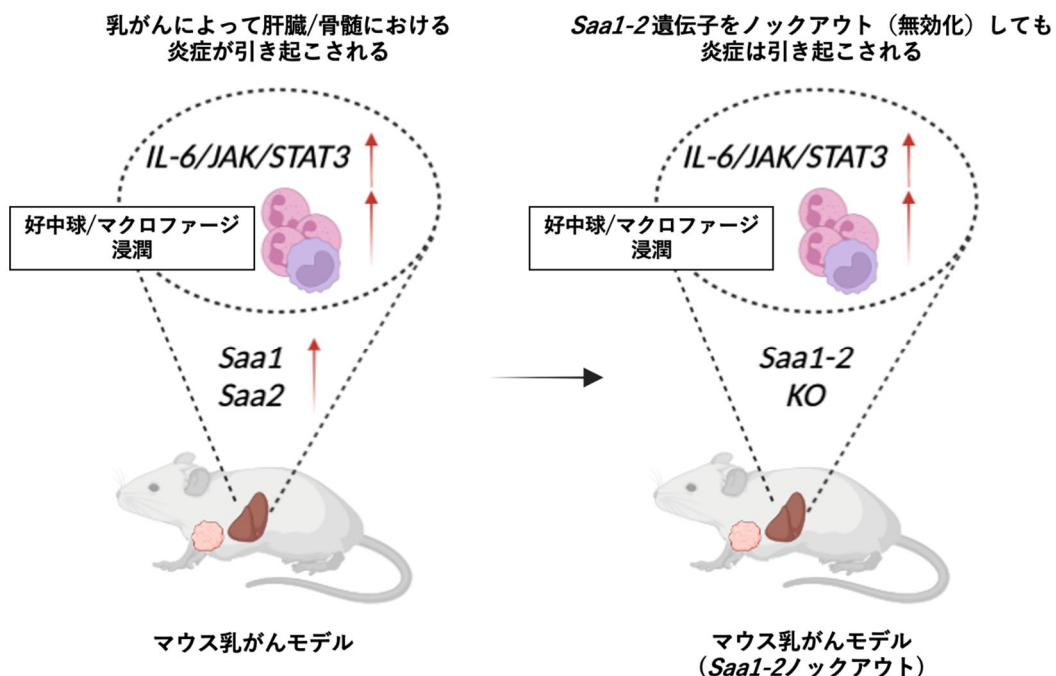 乳がんによって肝臓/骨髄における
炎症が引き起こされる
IL-6/JAK/STAT3
好中球/マクロファージ
浸潤
Saa1
Saa2
マウス乳がんモデル
Saa1-2 遺伝子をノックアウト（無効化）しても
炎症は引き起こされる
IL-6/JAK/STAT3
好中球/マクロファージ
浸潤
Saa1-2
KO
マウス乳がんモデル
（Saa1-2ノックアウト）